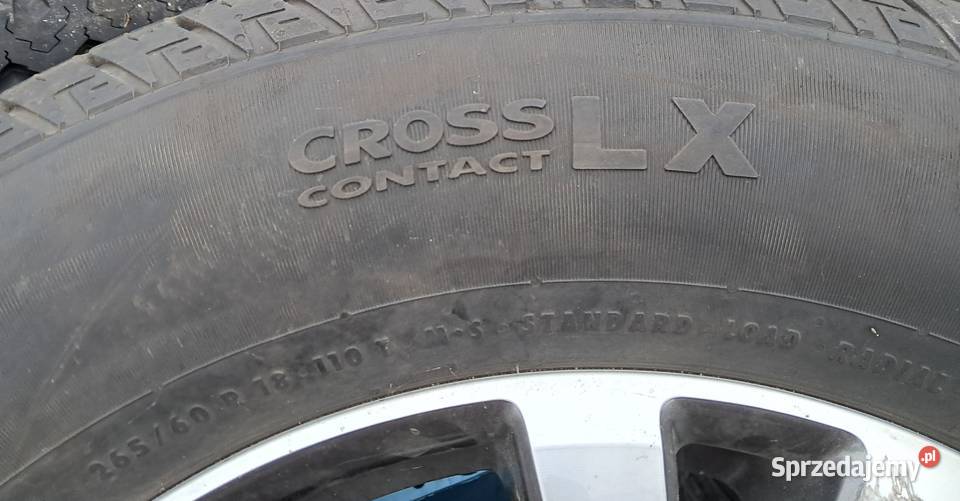 CROSS
CONTACT
LX
265/60 R 18 110 T M+S STANDARD LOAD RADIAL
Sprzedajemy.pl